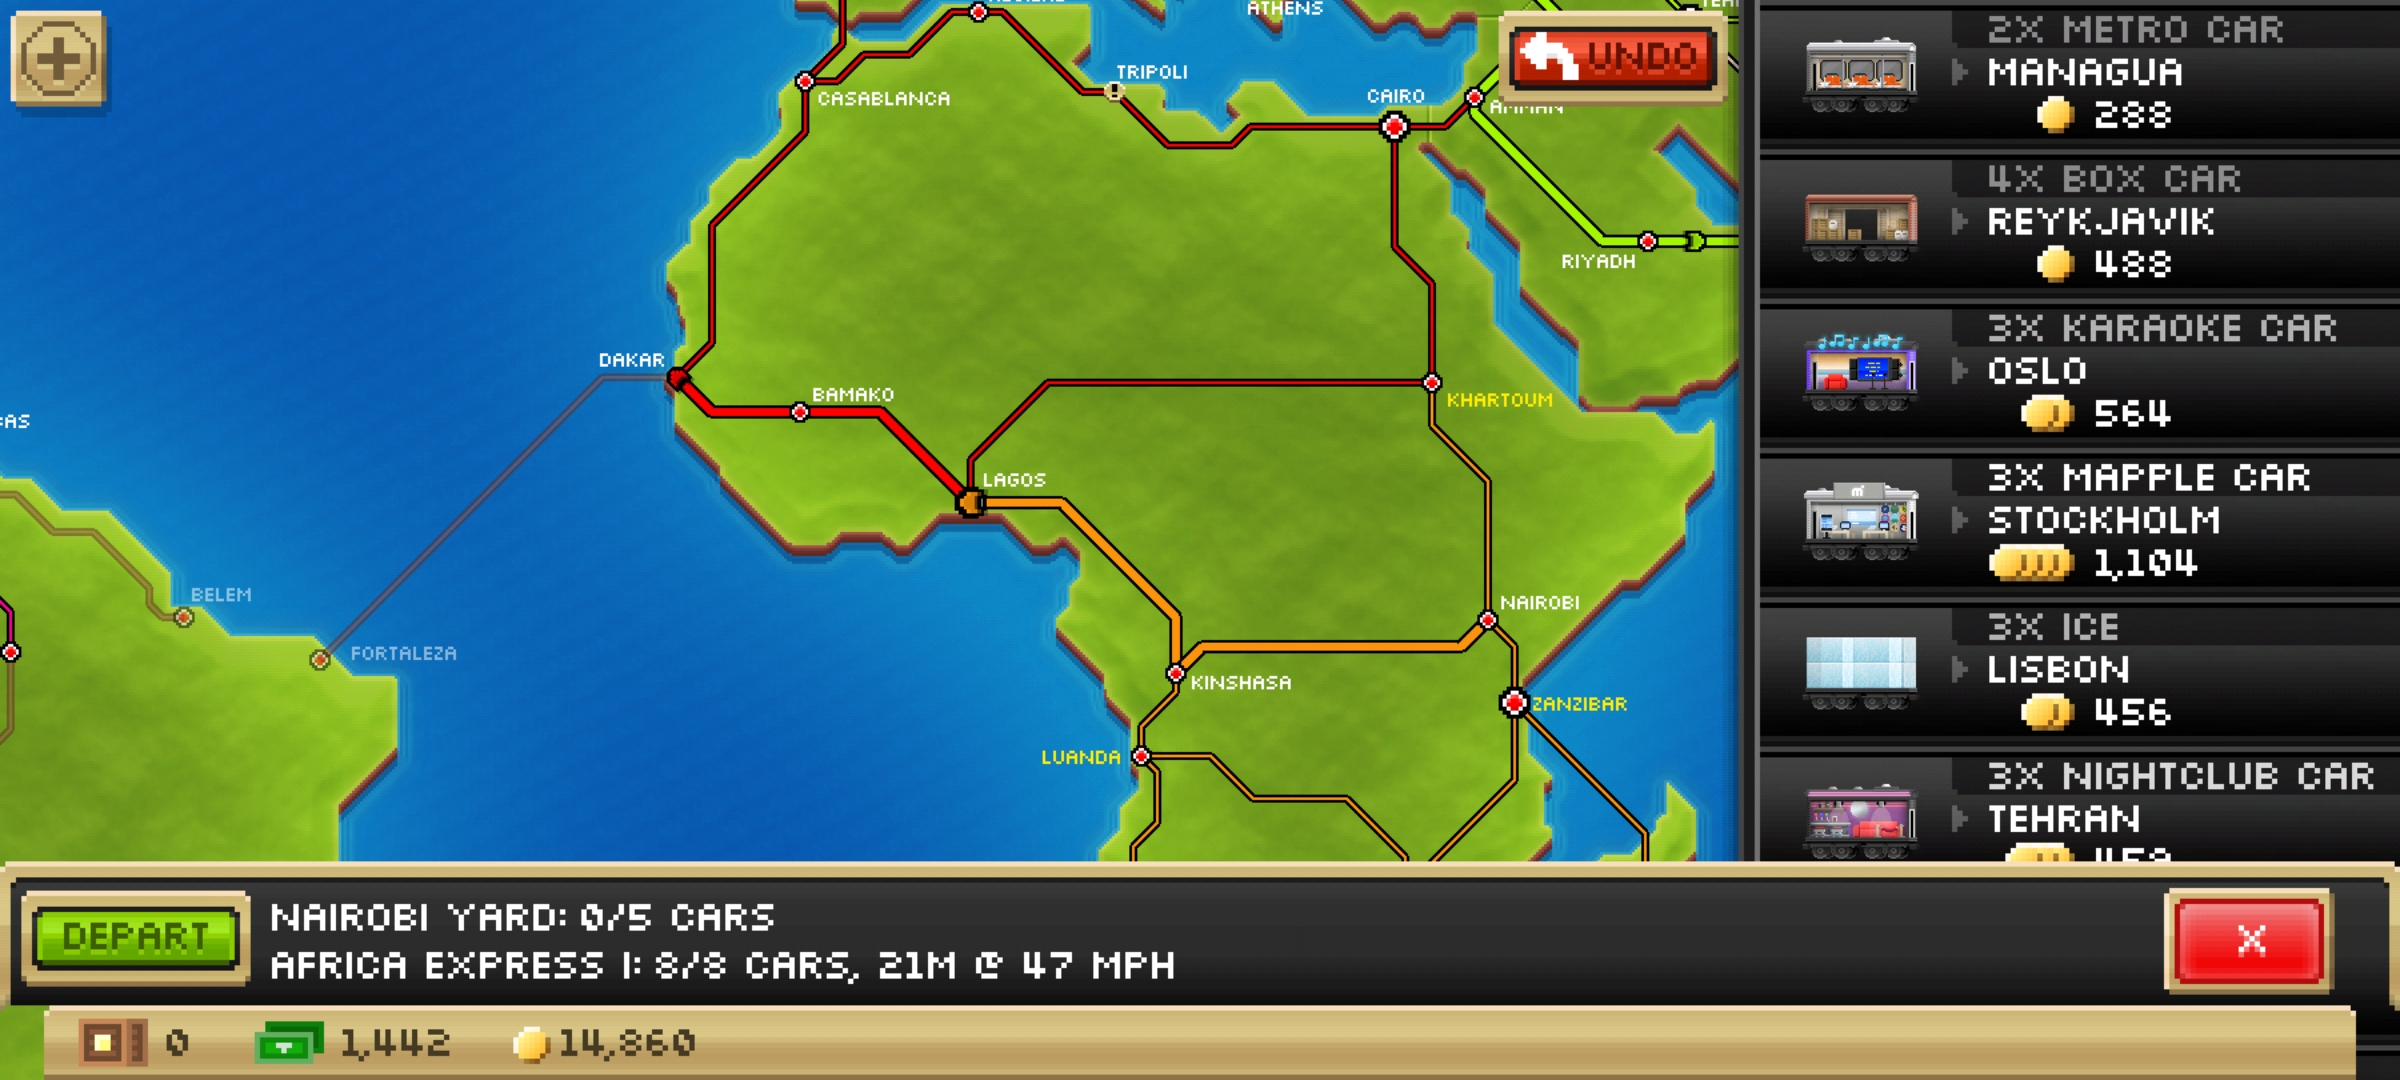 ATHENS
UNDO
TRIPOLI
CASABLANCA
CAIRO
AMMAN
RIYADH
DAKAR
BAMAKO
KHARTOUM
LAGOS
BELEM
FORTALEZA
NAIROBI
KINSHASA
ZANZIBAR
LUANDA
2X METRO CAR
MANAGUA
288
4X BOX CAR
REYKJAVIK
488
3X KARAOKE CAR
OSLO
564
3X MAPPLE CAR
STOCKHOLM
1,104
3X ICE
LISBON
456
3X NIGHTCLUB CAR
TEHRAN
DEPART
NAIROBI YARD: 0/5 CARS
AFRICA EXPRESS I: 8/8 CARS, 21M @ 47 MPH
X
0
1,442
14,860